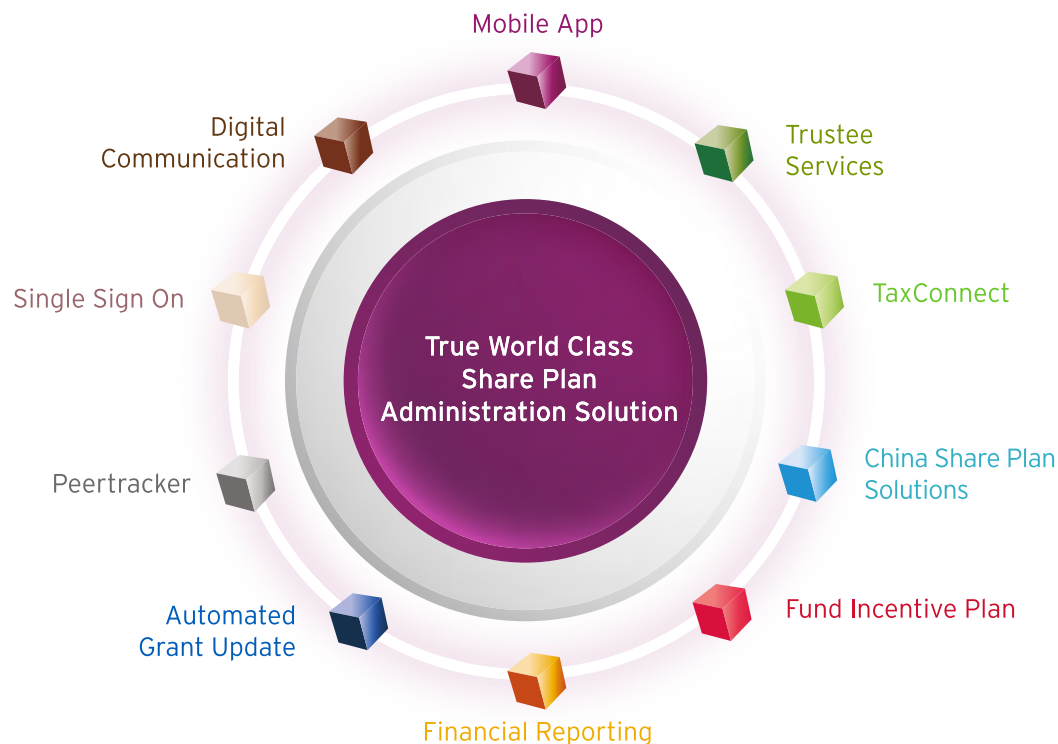 Mobile App
Digital
Communication
Trustee
Services
Single Sign On
TaxConnect
True World Class
Share Plan
Administration Solution
Peertracker
China Share Plan
Solutions
Automated
Grant Update
Fund Incentive Plan
Financial Reporting